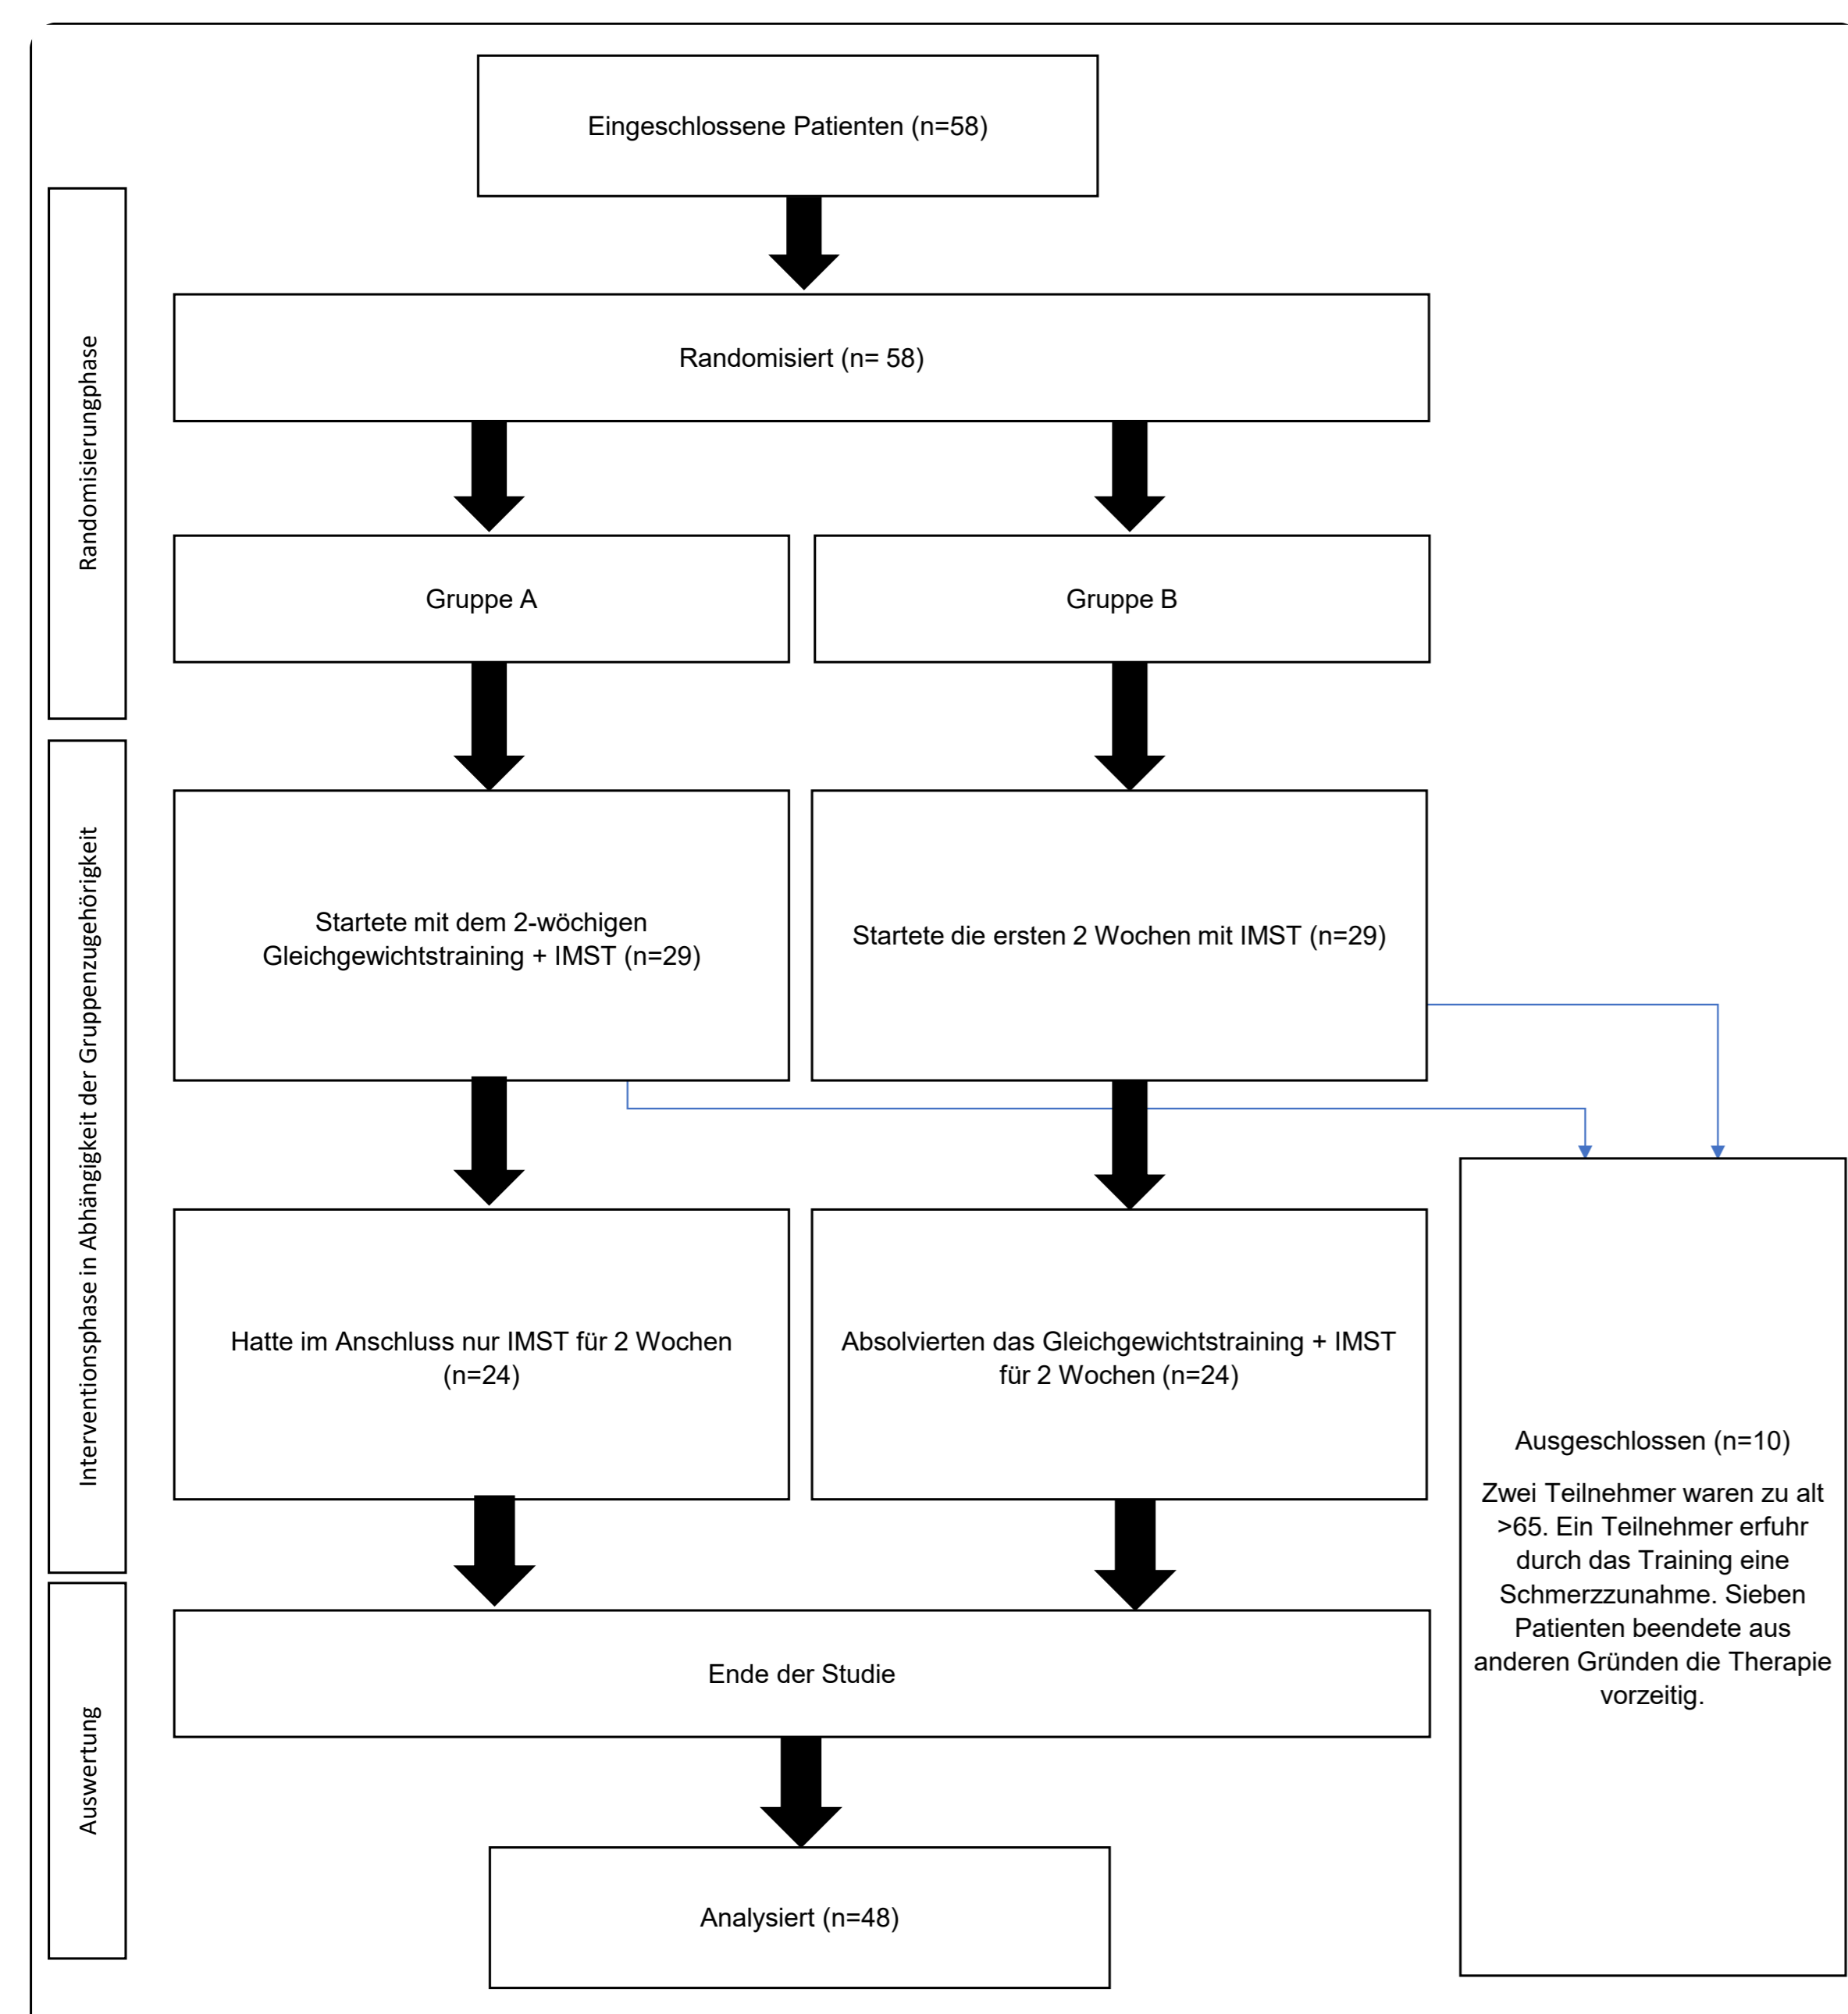 Eingeschlossene Patienten (n=58)
Randomisierungphase
Randomisiert (n= 58)
Gruppe A
Gruppe B
Interventionsphase in Abhängigkeit der Gruppenzugehörigkeit
Startete mit dem 2-wöchigen
Gleichgewichtstraining + IMST (n=29)
Startete die ersten 2 Wochen mit IMST (n=29)
Hatte im Anschluss nur IMST für 2 Wochen
(n=24)
Absolvierten das Gleichgewichtstraining + IMST
für 2 Wochen (n=24)
Ausgeschlossen (n=10)
Zwei Teilnehmer waren zu alt
>65. Ein Teilnehmer erfuhr
durch das Training eine
Schmerzzunahme. Sieben
Patienten beendete aus
anderen Gründen die Therapie
vorzeitig.
Auswertung
Ende der Studie
Analysiert (n=48)